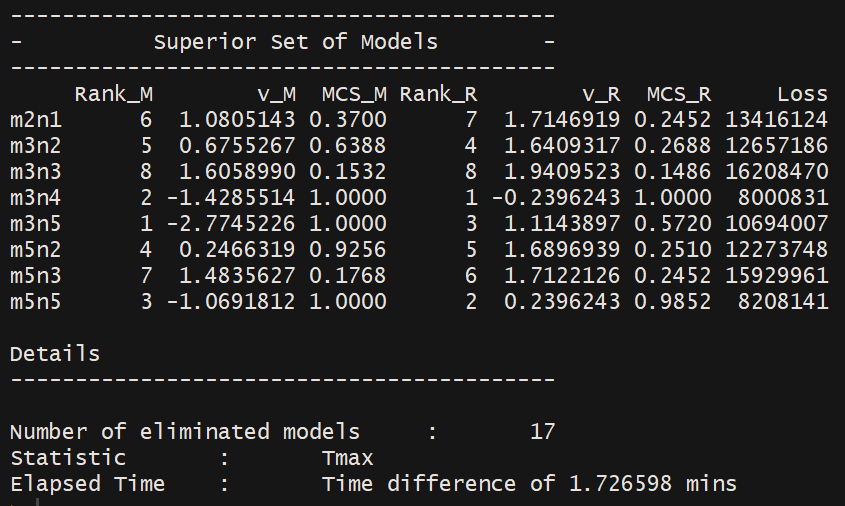 ------------------------------------------
-          Superior Set of Models        -
------------------------------------------
     Rank_M        v_M  MCS_M Rank_R        v_R  MCS_R     Loss
m2n1      6  1.0805143 0.3700      7  1.7146919 0.2452 13416124
m3n2      5  0.6755267 0.6388      4  1.6409317 0.2688 12657186
m3n3      8  1.6058990 0.1532      8  1.9409523 0.1486 16208470
m3n4      2 -1.4285514 1.0000      1 -0.2396243 1.0000  8000831
m3n5      1 -2.7745226 1.0000      3  1.1143897 0.5720 10694007
m5n2      4  0.2466319 0.9256      5  1.6896939 0.2510 12273748
m5n3      7  1.4835627 0.1768      6  1.7122126 0.2452 15929961
m5n5      3 -1.0691812 1.0000      2  0.2396243 0.9852  8208141

Details
------------------------------------------

Number of eliminated models     :       17
Statistic       :       Tmax
Elapsed Time    :       Time difference of 1.726598 mins